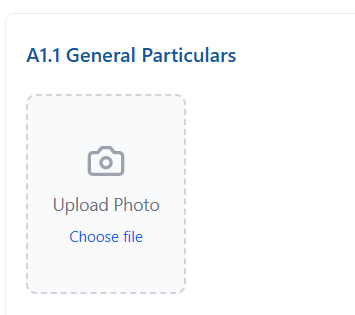 A1.1 General Particulars
Upload Photo
Choose file